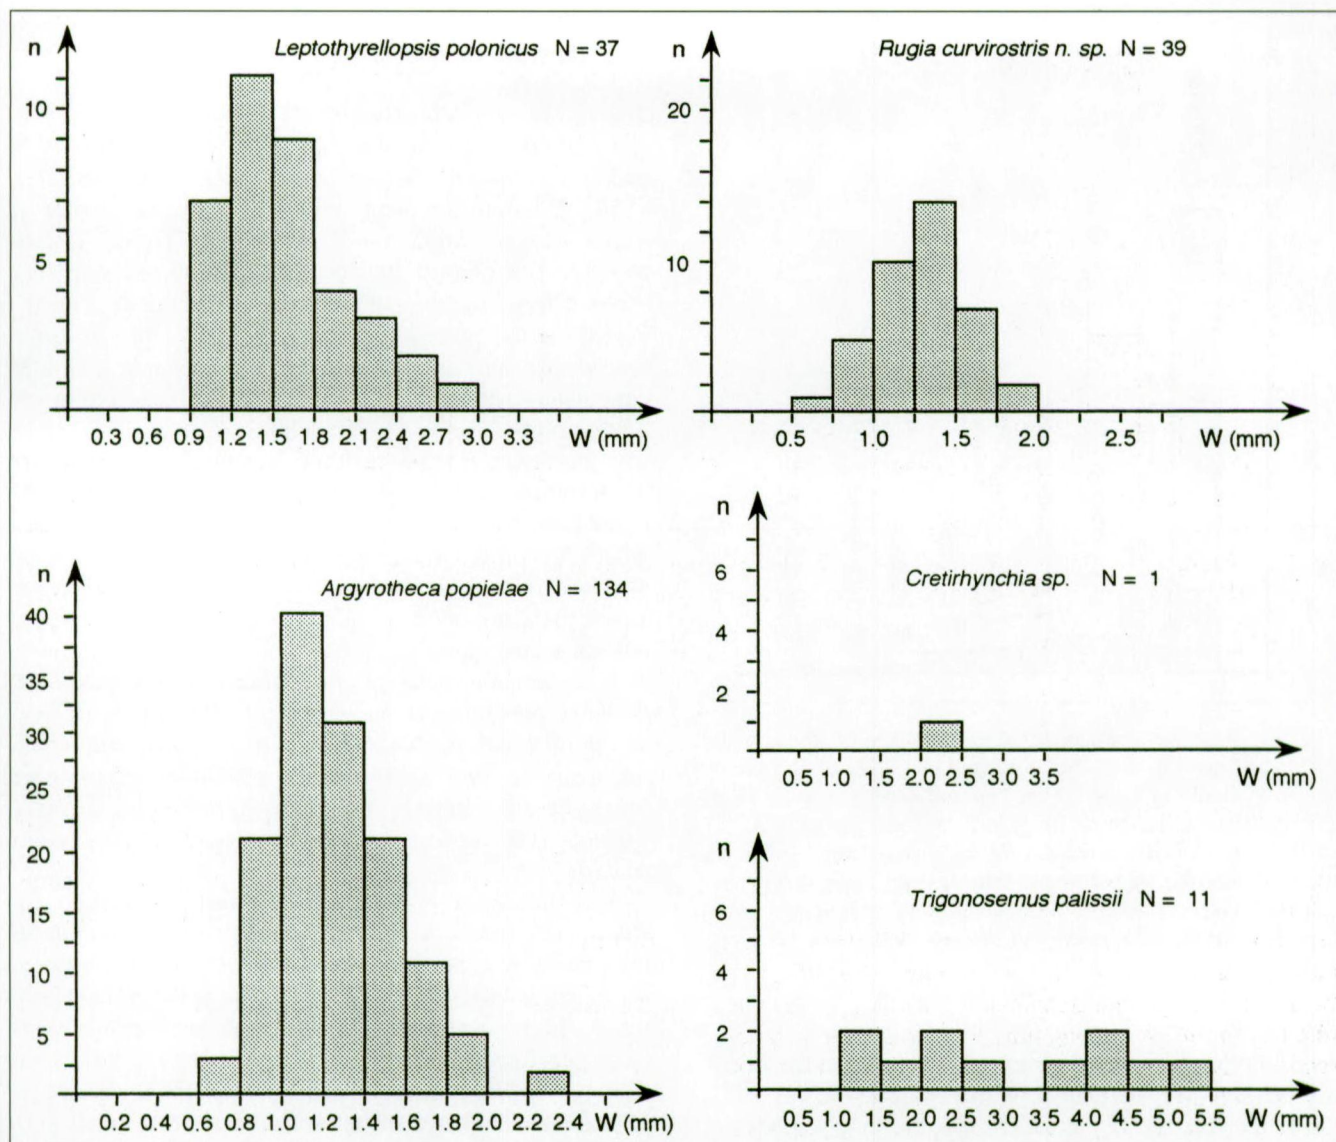 n
Leptothyrellopsis polonicus N = 37
10
5
0.3 0.6 0.9 1.2 1.5 1.8 2.1 2.4 2.7 3.0 3.3 W (mm)
n
Rugia curvirostris n. sp. N = 39
20
10
0.5 1.0 1.5 2.0 2.5 W (mm)
n
Argyrotheca popielae N = 134
40
35
30
25
20
15
10
5
0.2 0.4 0.6 0.8 1.0 1.2 1.4 1.6 1.8 2.0 2.2 2.4 W (mm)
n
Cretirhynchia sp. N = 1
6
4
2
0.5 1.0 1.5 2.0 2.5 3.0 3.5 W (mm)
n
Trigonosemus palissii N = 11
6
4
2
0.5 1.0 1.5 2.0 2.5 3.0 3.5 4.0 4.5 5.0 5.5 W (mm)